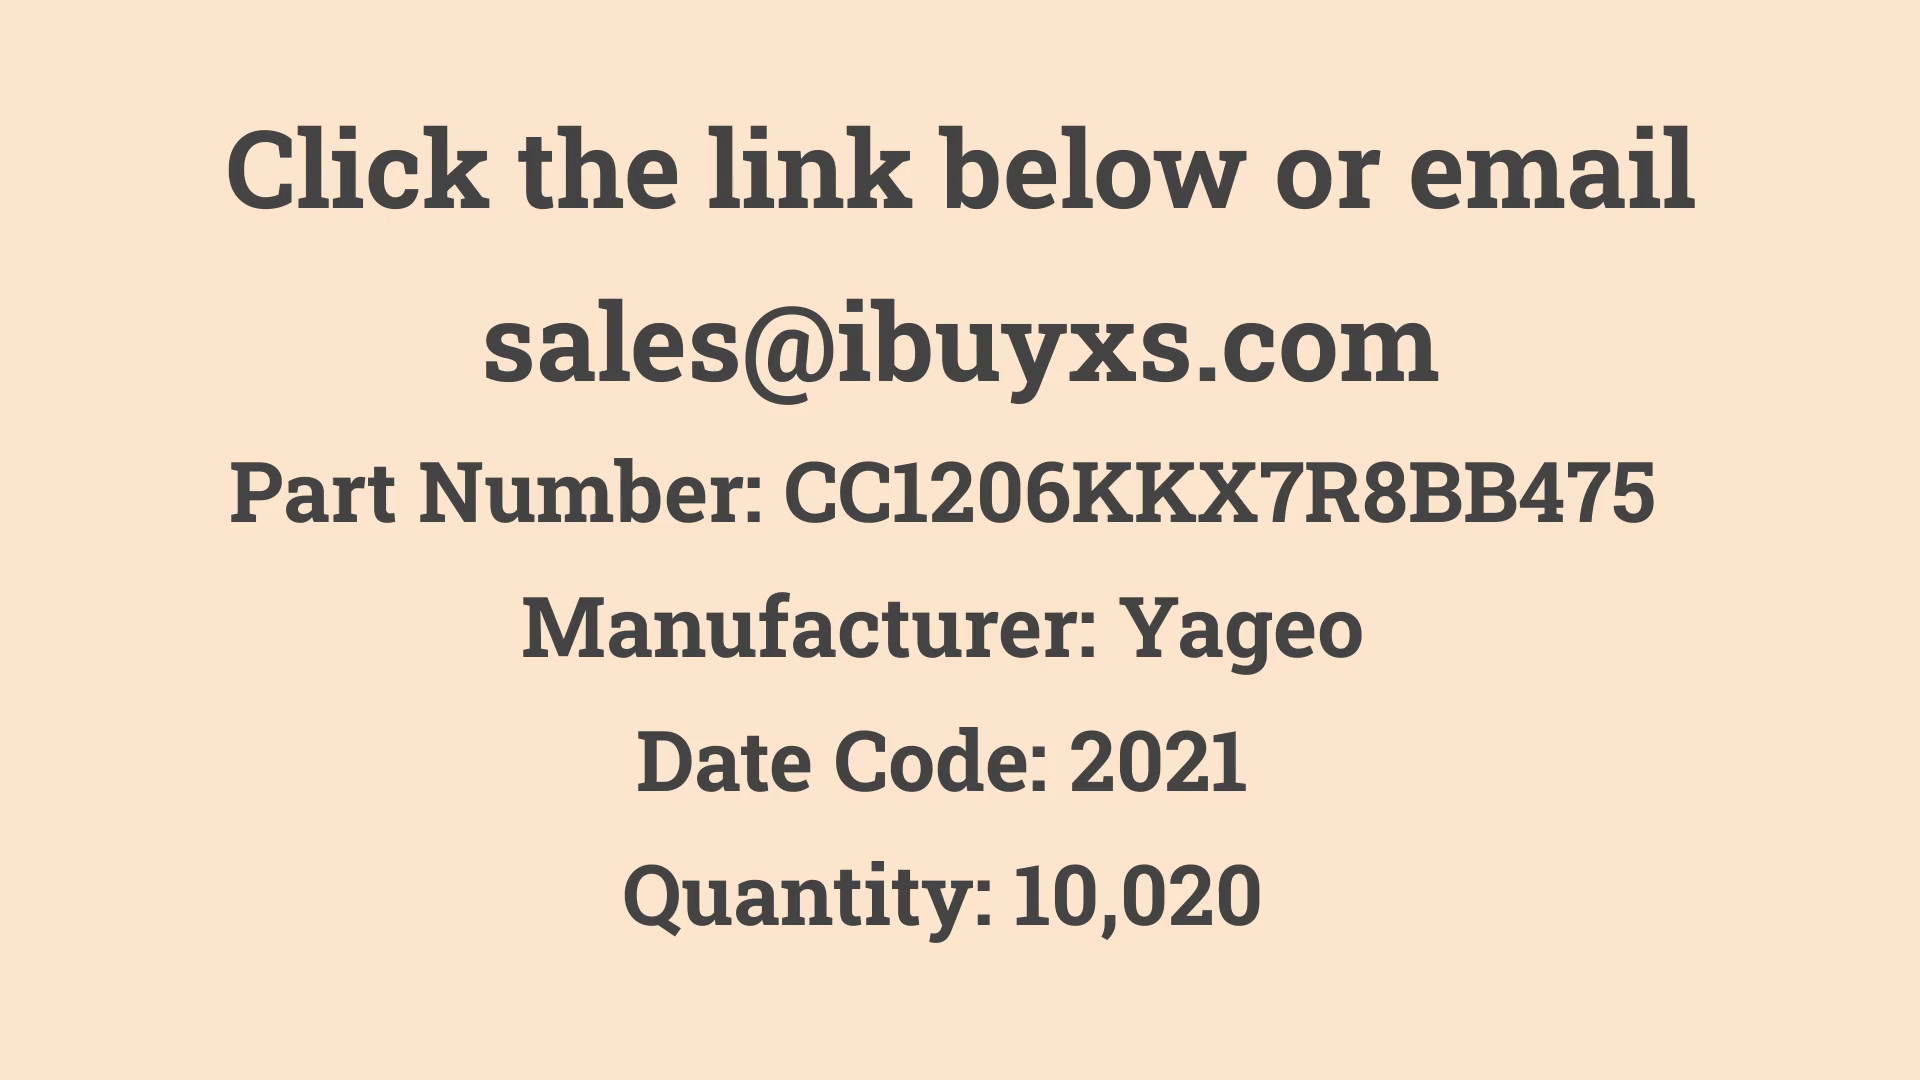 Click the link below or email
sales@ibuyxs.com
Part Number: CC1206KKX7R8BB475
Manufacturer: Yageo
Date Code: 2021
Quantity: 10,020